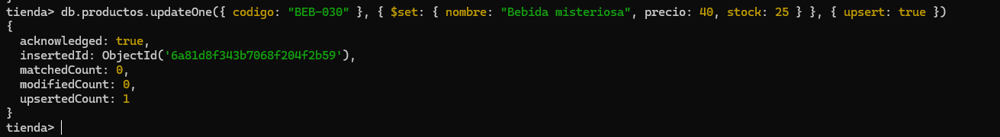 tienda> db.productos.updateOne({ codigo: "BEB-030" }, { $set: { nombre: "Bebida misteriosa", precio: 40, stock: 25 } }, { upsert: true })
{
  acknowledged: true,
  insertedId: ObjectId('6a81d8f343b7068f204f2b59'),
  matchedCount: 0,
  modifiedCount: 0,
  upsertedCount: 1
}
tienda>